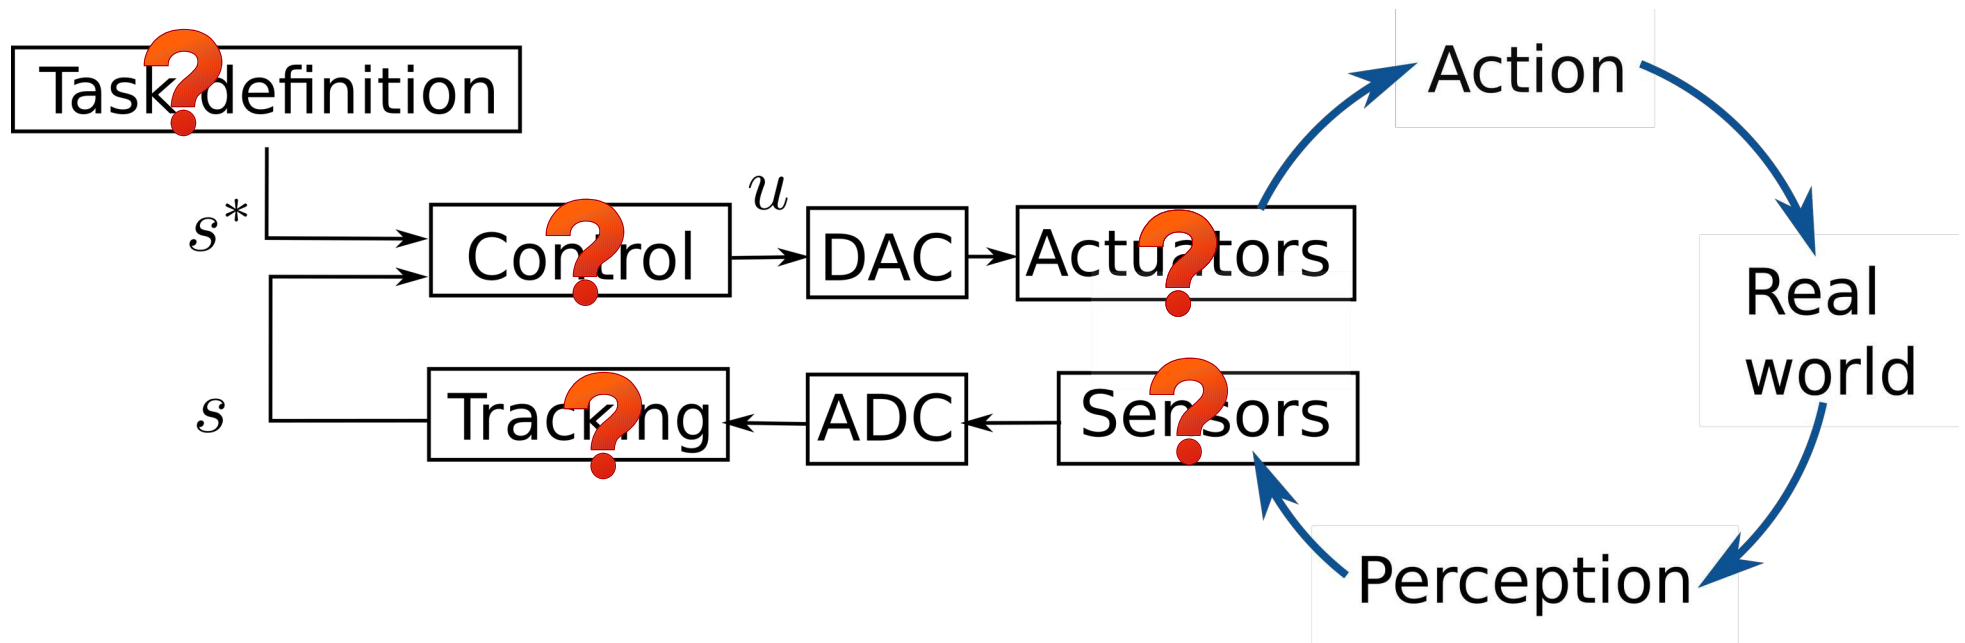 Task definition
Action
s*
u
Control
DAC
Actuators
Real
world
s
Tracking
ADC
Sensors
Perception